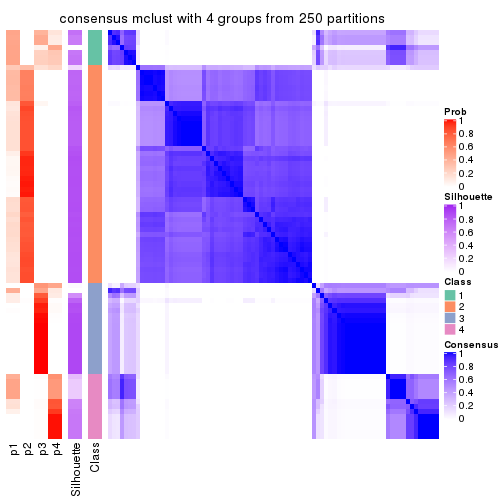 consensus mclust with 4 groups from 250 partitions
Prob
1
0.8
0.6
0.4
0.2
0
Silhouette
1
0.8
0.6
0.4
0.2
0
Class
1
2
3
4
Consensus
1
0.8
0.6
0.4
0.2
0
p1
p2
p3
p4
Silhouette
Class